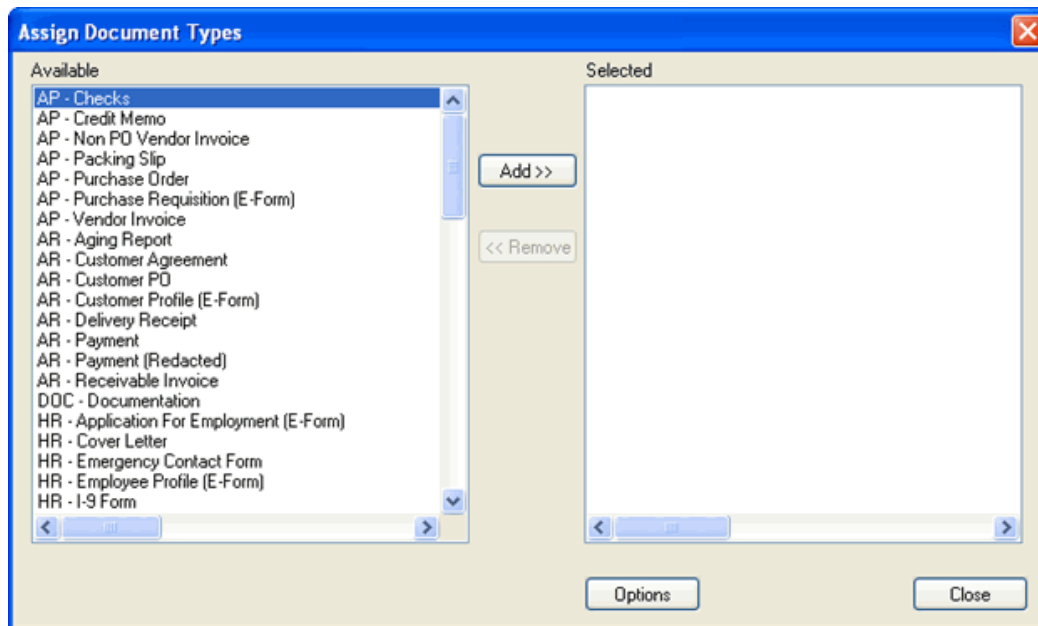 Assign Document Types
Available
Selected
AP - Checks
AP - Credit Memo
AP - Non PO Vendor Invoice
AP - Packing Slip
AP - Purchase Order
AP - Purchase Requisition (E-Form)
AP - Vendor Invoice
AR - Aging Report
AR - Customer Agreement
AR - Customer PO
AR - Customer Profile (E-Form)
AR - Delivery Receipt
AR - Payment
AR - Payment (Redacted)
AR - Receivable Invoice
DOC - Documentation
HR - Application For Employment (E-Form)
HR - Cover Letter
HR - Emergency Contact Form
HR - Employee Profile (E-Form)
HR - I-9 Form
Add >>
<< Remove
Options
Close